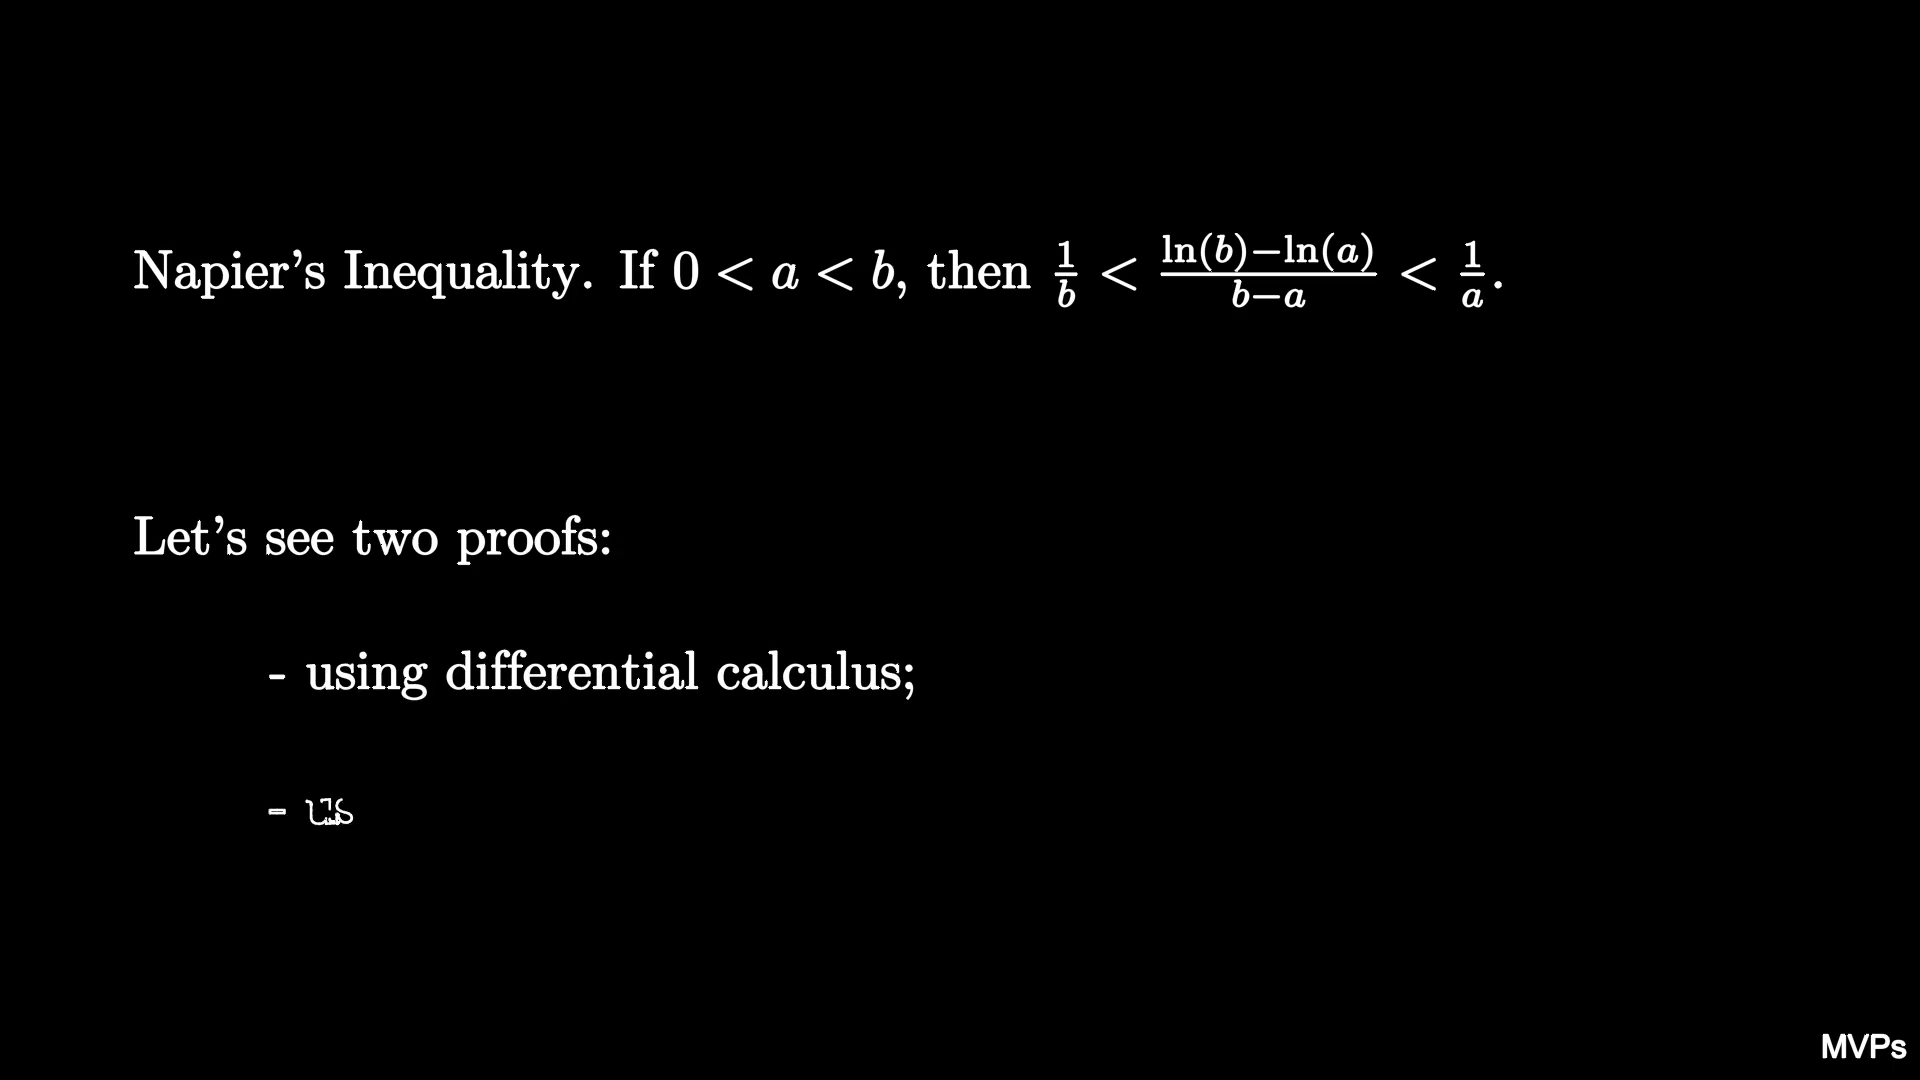 Napier's Inequality. If 0 < a < b, then 1/b < ln(b)−ln(a)/b−a < 1/a.
Let's see two proofs:
- using differential calculus;
-
MVPs